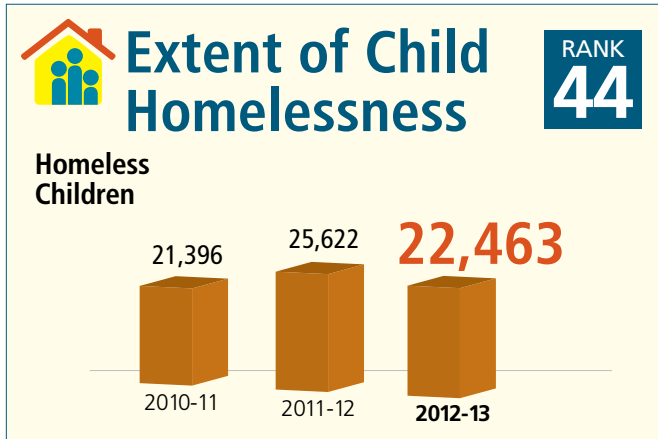 Extent of Child
Homelessness
RANK
44
Homeless
Children
21,396
25,622
22,463
2010-11
2011-12
2012-13